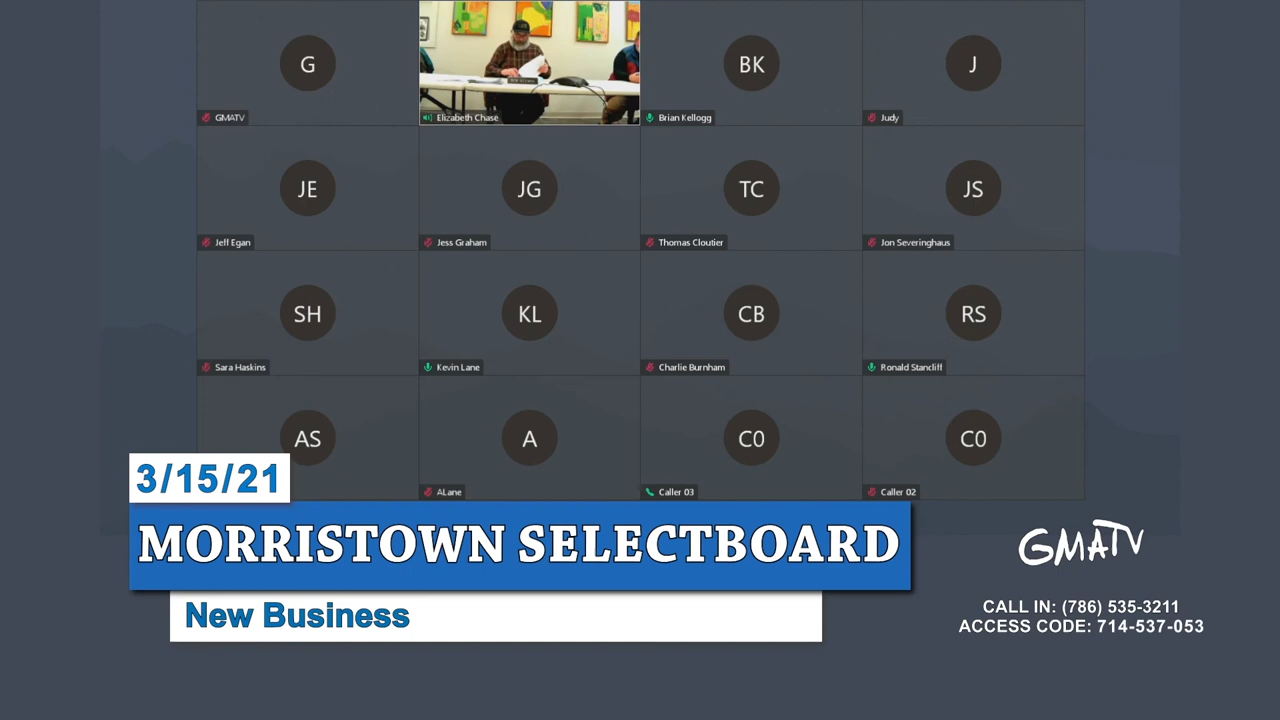 G
BK
J
GMATV
Elizabeth Chase
Brian Kellogg
Judy
JE
JG
TC
JS
Jeff Egan
Jess Graham
Thomas Cloutier
Jon Severinghaus
SH
KL
CB
RS
Sara Haskins
Kevin Lane
Charlie Burnham
Ronald Stancliff
AS
A
C0
C0
ALane
Caller 03
Caller 02
3/15/21
MORRISTOWN SELECTBOARD
New Business
GMATV
CALL IN: (786) 535-3211
ACCESS CODE: 714-537-053